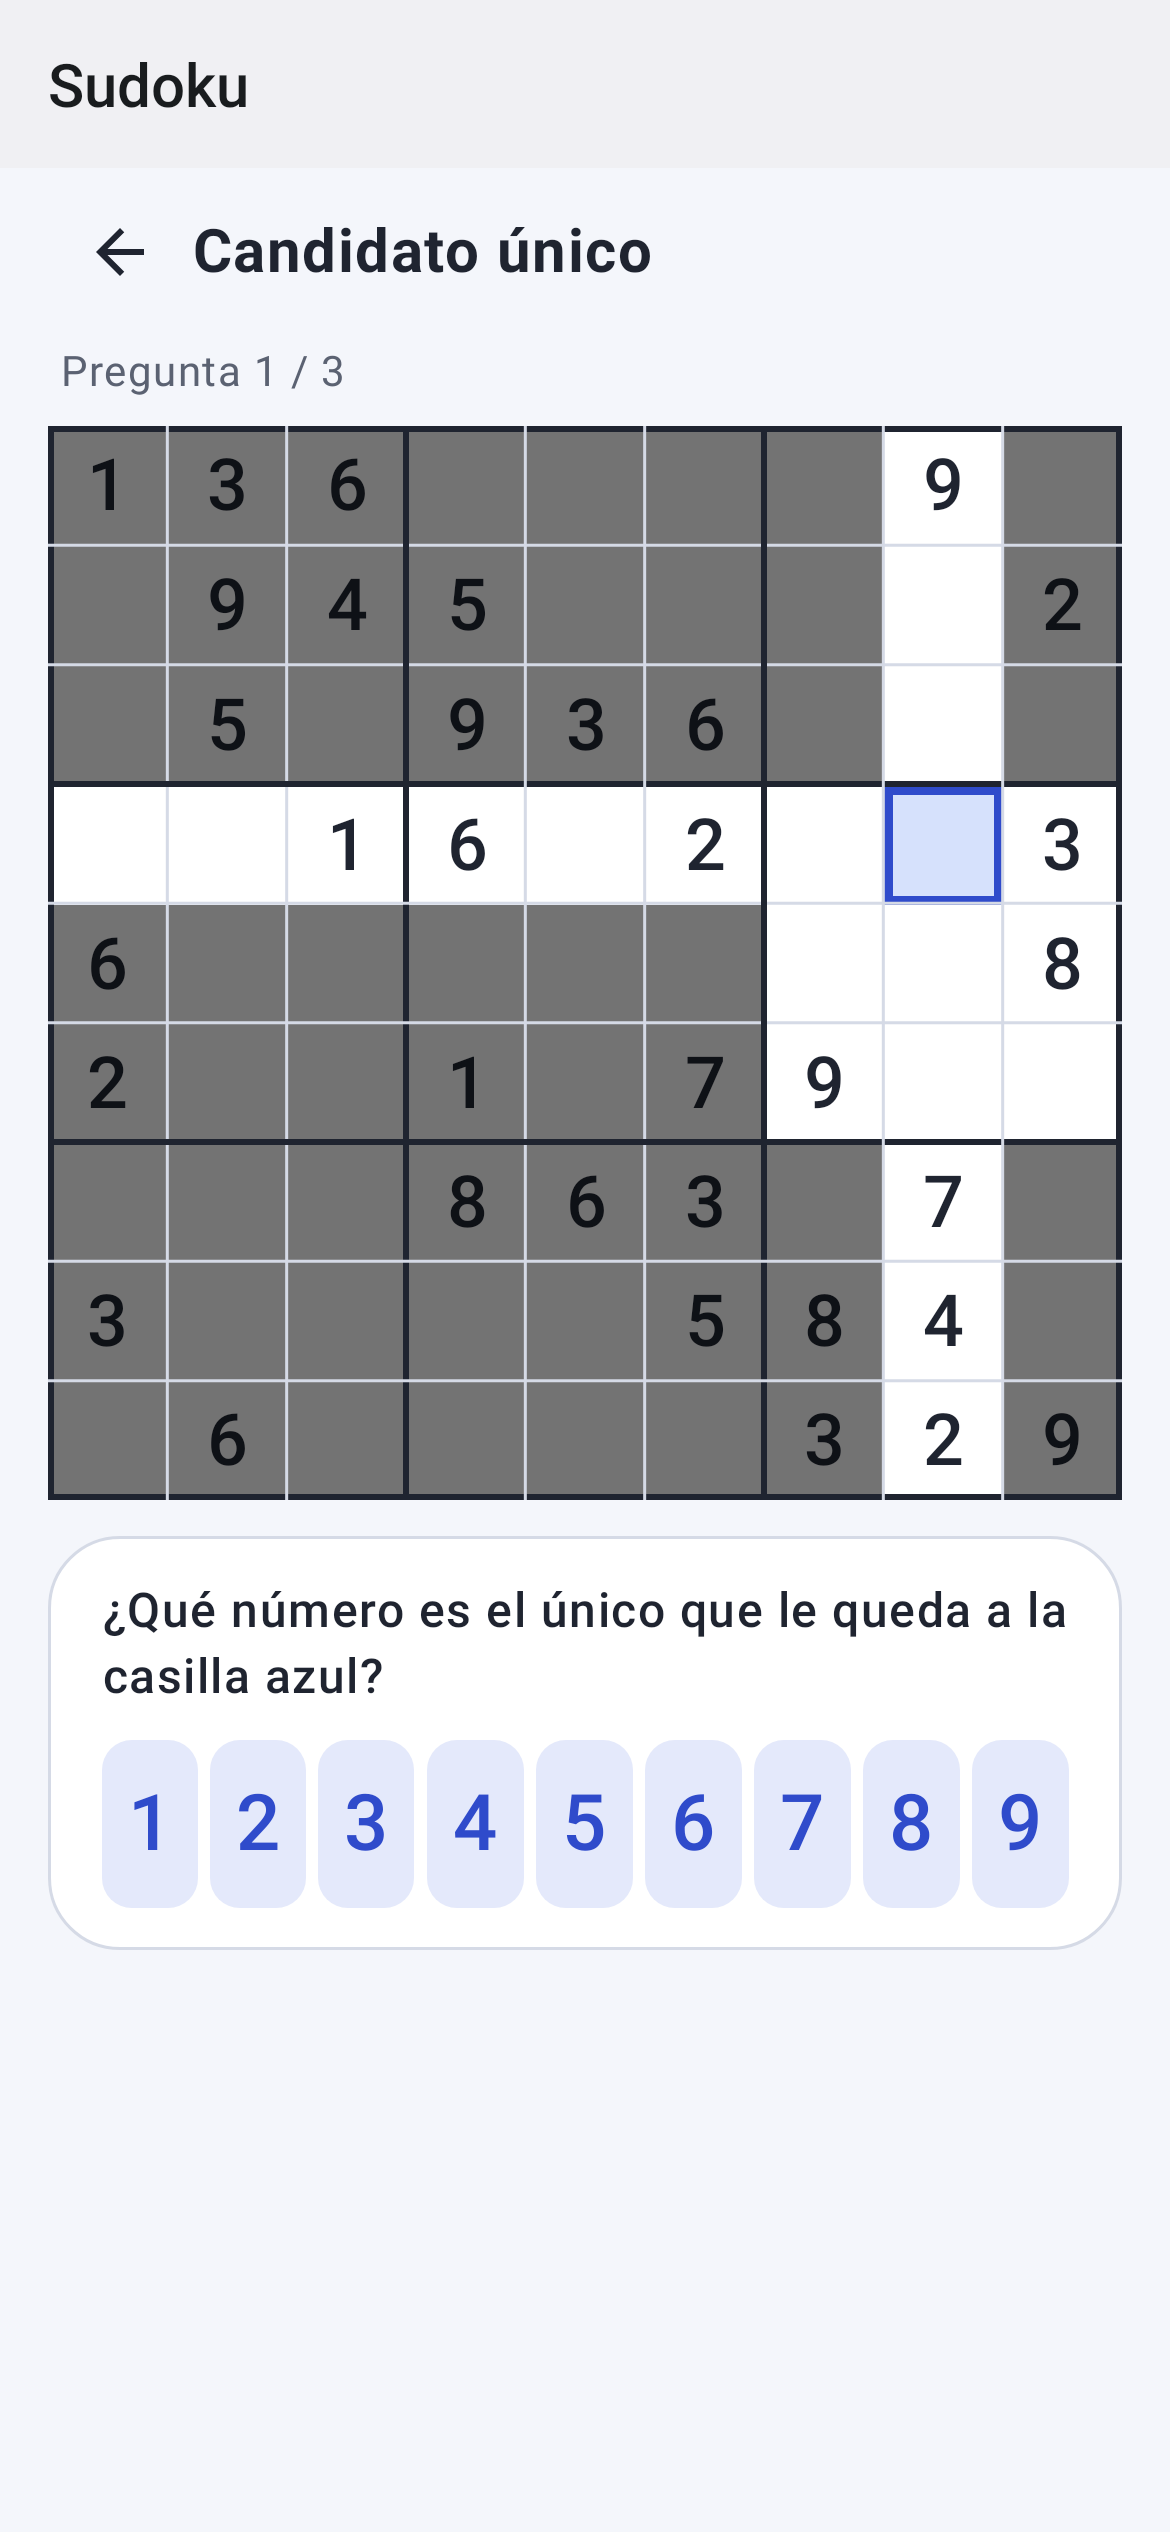 Sudoku
Candidato único
Pregunta 1 / 3
1 3 6 9
9 4 5 2
5 9 3 6
1 6 2 3
6 8
2 1 7 9
8 6 3 7
3 5 8 4
6 3 2 9
¿Qué número es el único que le queda a la
casilla azul?
1 2 3 4 5 6 7 8 9